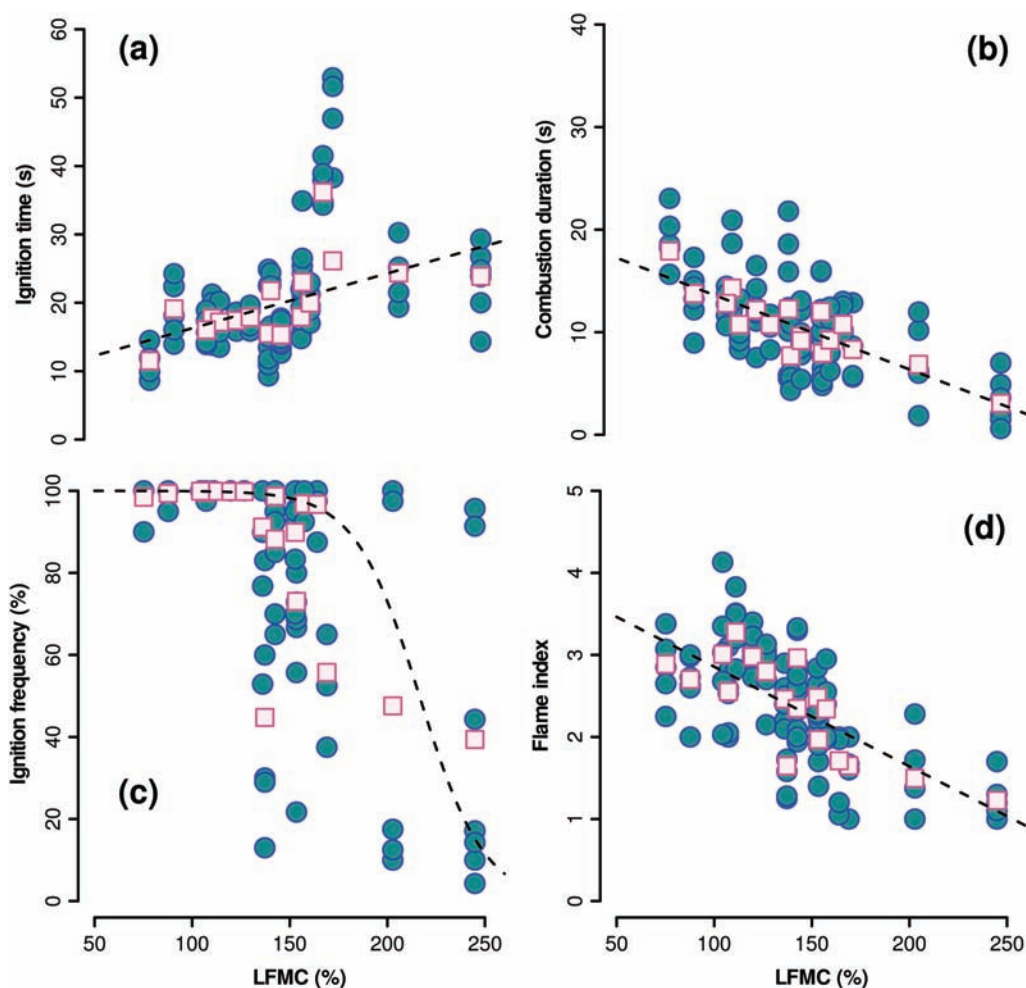 (a)
Ignition time (s)
0 10 20 30 40 50 60
(b)
Combustion duration (s)
0 10 20 30 40
(c)
Ignition frequency (%)
0 20 40 60 80 100
50 100 150 200 250
LFMC (%)
(d)
Flame index
0 1 2 3 4 5
50 100 150 200 250
LFMC (%)